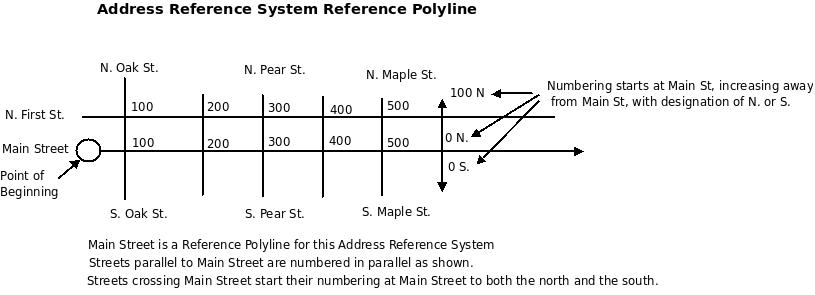 Address Reference System Reference Polyline
N. Oak St.
N. Pear St.
N. Maple St.
100 N
Numbering starts at Main St, increasing away
from Main St, with designation of N. or S.
N. First St.
100
200
300
400
500
Main Street
100
200
300
400
500
0 N.
0 S.
Point of
Beginning
S. Oak St.
S. Pear St.
S. Maple St.
Main Street is a Reference Polyline for this Address Reference System
Streets parallel to Main Street are numbered in parallel as shown.
Streets crossing Main Street start their numbering at Main Street to both the north and the south.